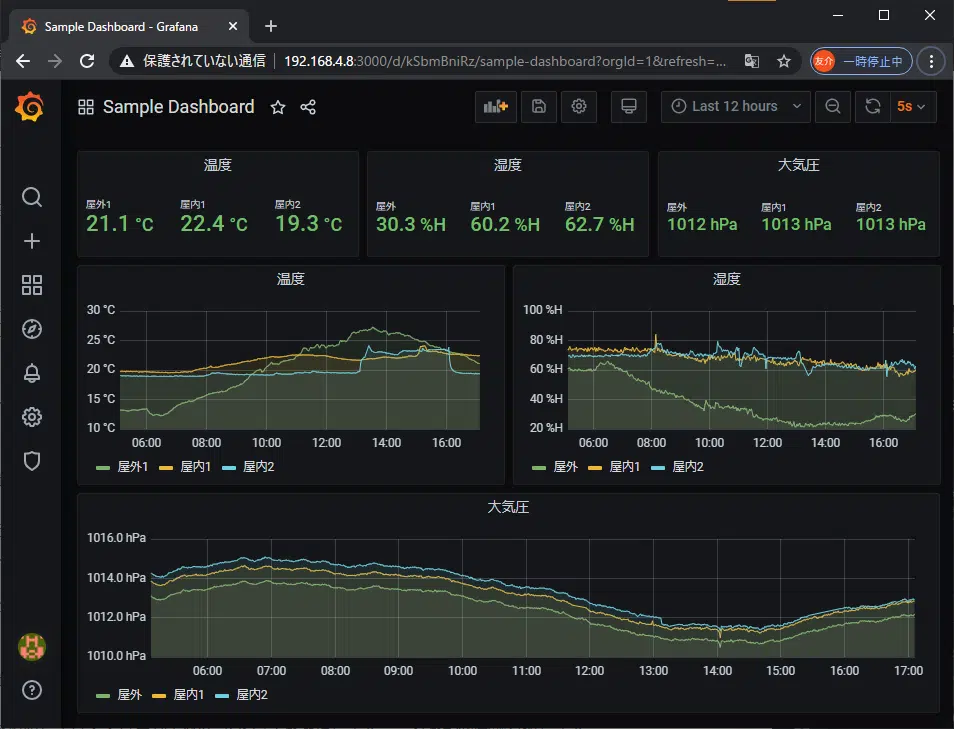 Sample Dashboard - Grafana
保護されていない通信 192.168.4.8:3000/d/kSbmBniRz/sample-dashboard?orgId=1&refresh=... 友介 一時停止中
Sample Dashboard Last 12 hours 5s
温度
屋外1 屋内1 屋内2
21.1 °C 22.4 °C 19.3 °C
湿度
屋外 屋内1 屋内2
30.3 %H 60.2 %H 62.7 %H
大気圧
屋外 屋内1 屋内2
1012 hPa 1013 hPa 1013 hPa
温度
30 °C
25 °C
20 °C
15 °C
10 °C
06:00 08:00 10:00 12:00 14:00 16:00
屋外1 屋内1 屋内2
湿度
100 %H
80 %H
60 %H
40 %H
20 %H
06:00 08:00 10:00 12:00 14:00 16:00
屋外 屋内1 屋内2
大気圧
1016.0 hPa
1014.0 hPa
1012.0 hPa
1010.0 hPa
06:00 07:00 08:00 09:00 10:00 11:00 12:00 13:00 14:00 15:00 16:00 17:00
屋外 屋内1 屋内2